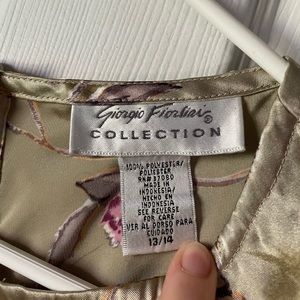 Giorgio Fiorlini
COLLECTION
100% POLYESTER/
POLIESTER
RN# 37080
MADE IN
INDONESIA/
HECHO EN
INDONESIA
SEE REVERSE
FOR CARE
VER AL DORSO PARA
CUIDADO
13/14